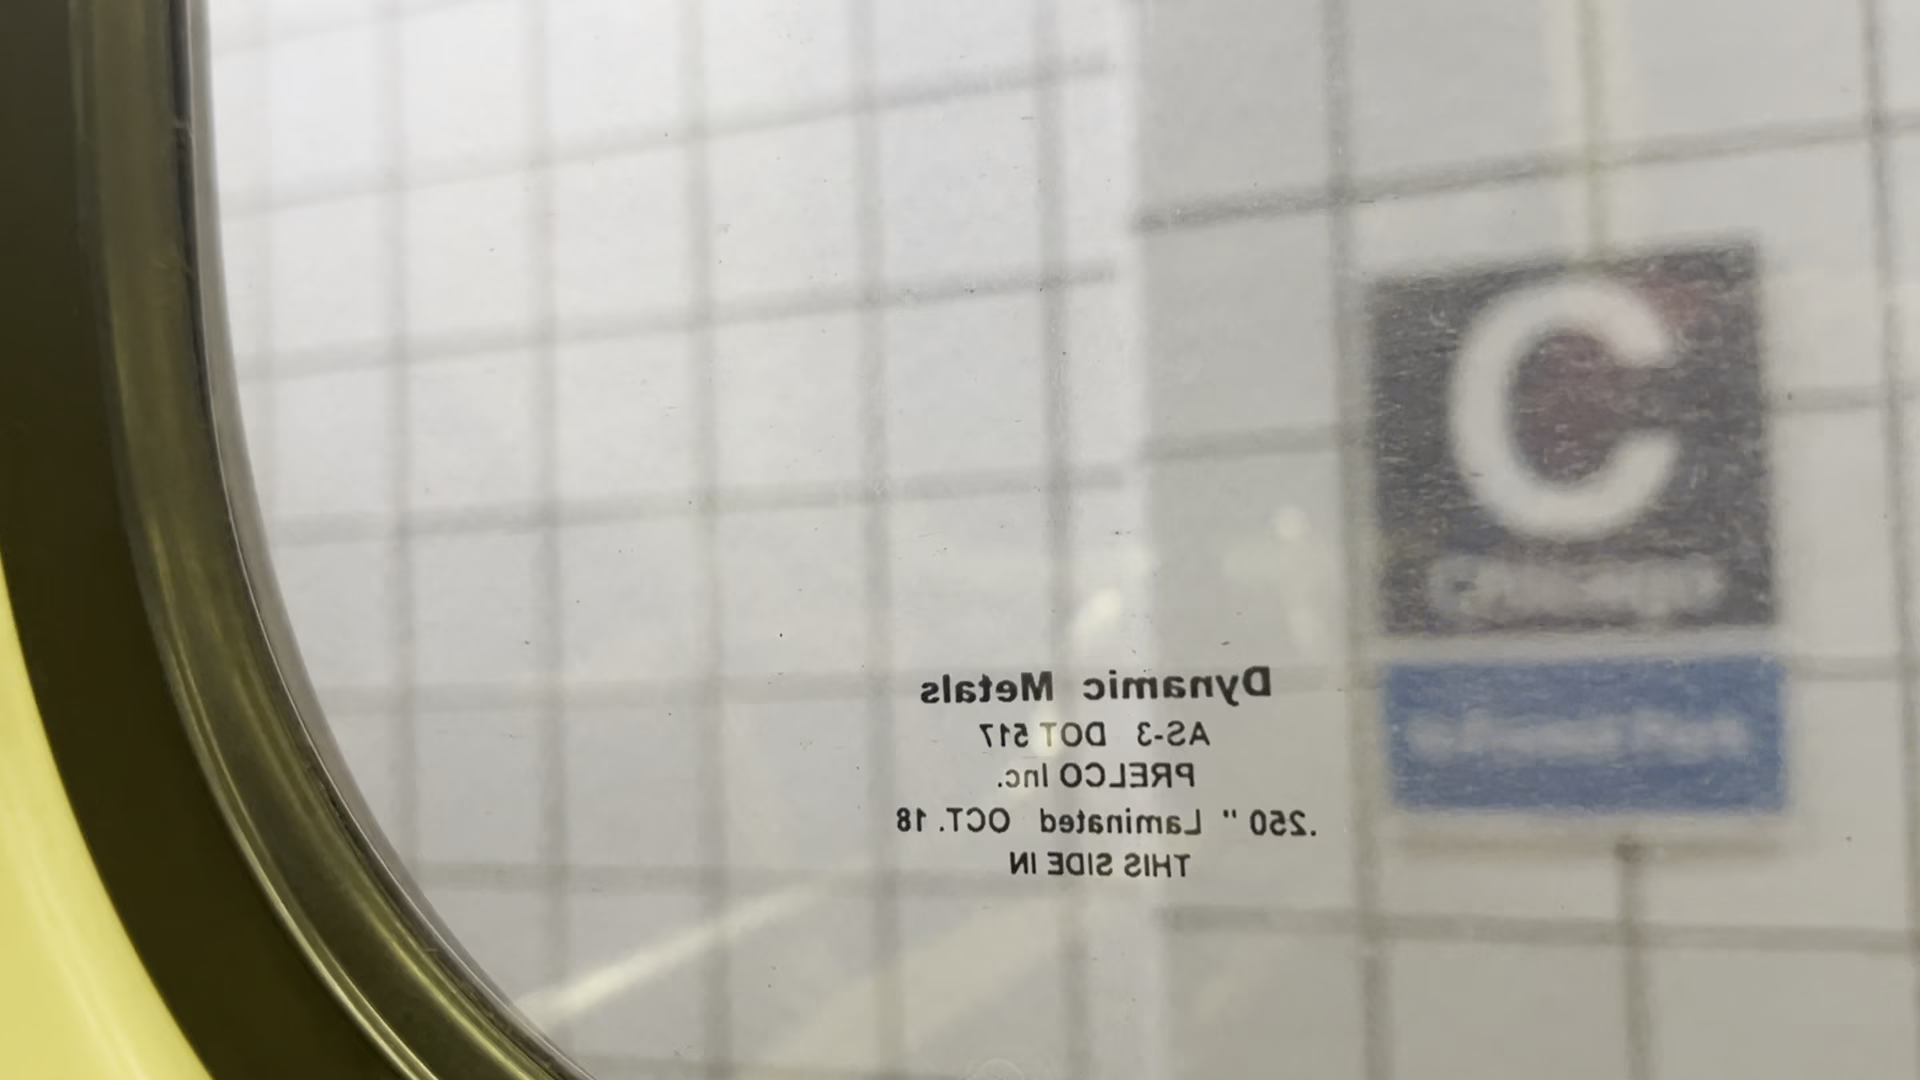 Dynamic Metals
AS-3 DOT 517
PRELCO Inc.
.250 " Laminated OCT. 18
THIS SIDE IN
C